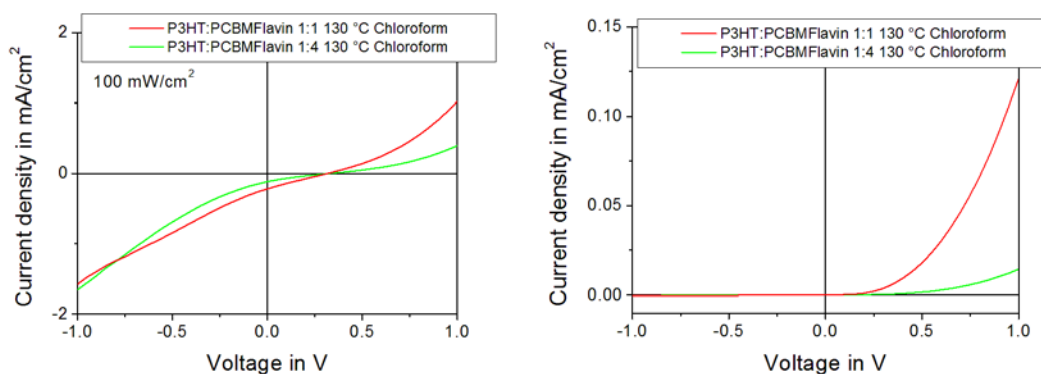 P3HT:PCBMFlavin 1:1 130 °C Chloroform
P3HT:PCBMFlavin 1:4 130 °C Chloroform
100 mW/cm²
2
0
-2
-1.0
-0.5
0.0
0.5
1.0
Current density in mA/cm²
Voltage in V
P3HT:PCBMFlavin 1:1 130 °C Chloroform
P3HT:PCBMFlavin 1:4 130 °C Chloroform
0.15
0.10
0.05
0.00
-1.0
-0.5
0.0
0.5
1.0
Current density in mA/cm²
Voltage in V